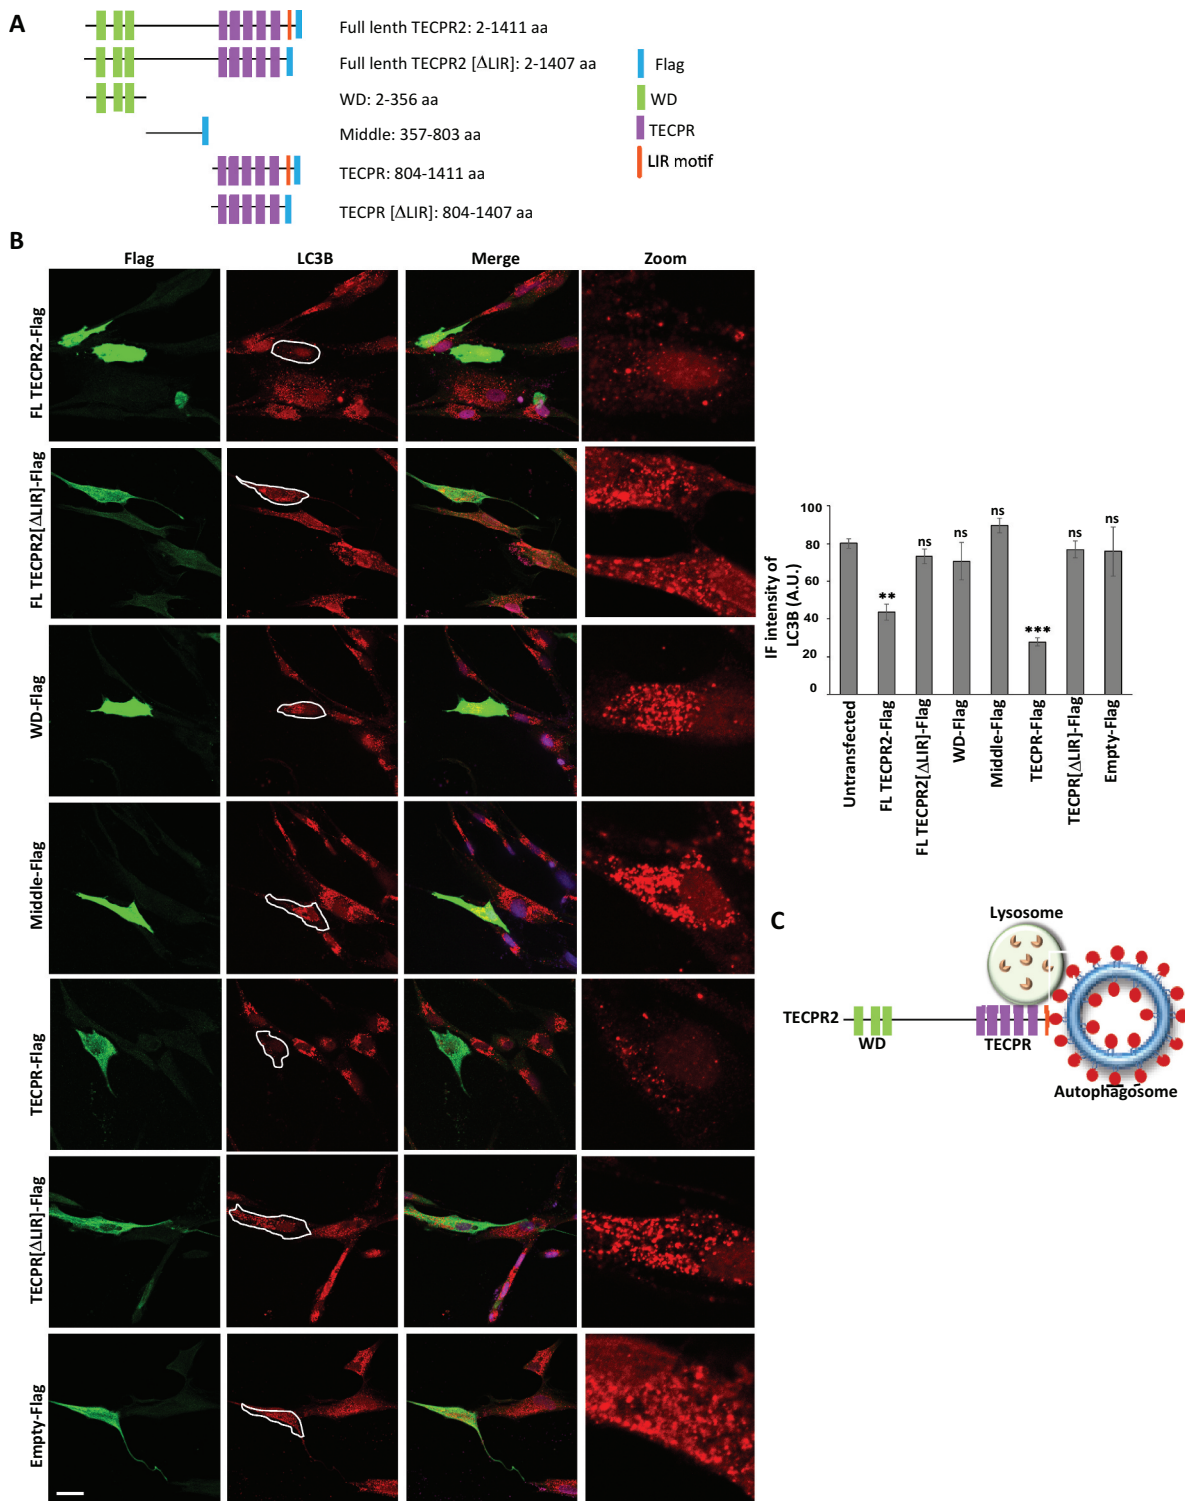 A
Full lenth TECPR2: 2-1411 aa
Full lenth TECPR2 [ΔLIR]: 2-1407 aa
WD: 2-356 aa
Middle: 357-803 aa
TECPR: 804-1411 aa
TECPR [ΔLIR]: 804-1407 aa
Flag
WD
TECPR
LIR motif
B
Flag LC3B Merge Zoom
FL TECPR2-Flag
FL TECPR2[ΔLIR]-Flag
WD-Flag
Middle-Flag
TECPR-Flag
TECPR[ΔLIR]-Flag
Empty-Flag
IF intensity of
LC3B (A.U.)
100
80
60
40
20
0
**
ns
ns
ns
***
ns
ns
Untransfected
FL TECPR2-Flag
FL TECPR2[ΔLIR]-Flag
WD-Flag
Middle-Flag
TECPR-Flag
TECPR[ΔLIR]-Flag
Empty-Flag
C
Lysosome
TECPR2
WD
TECPR
Autophagosome